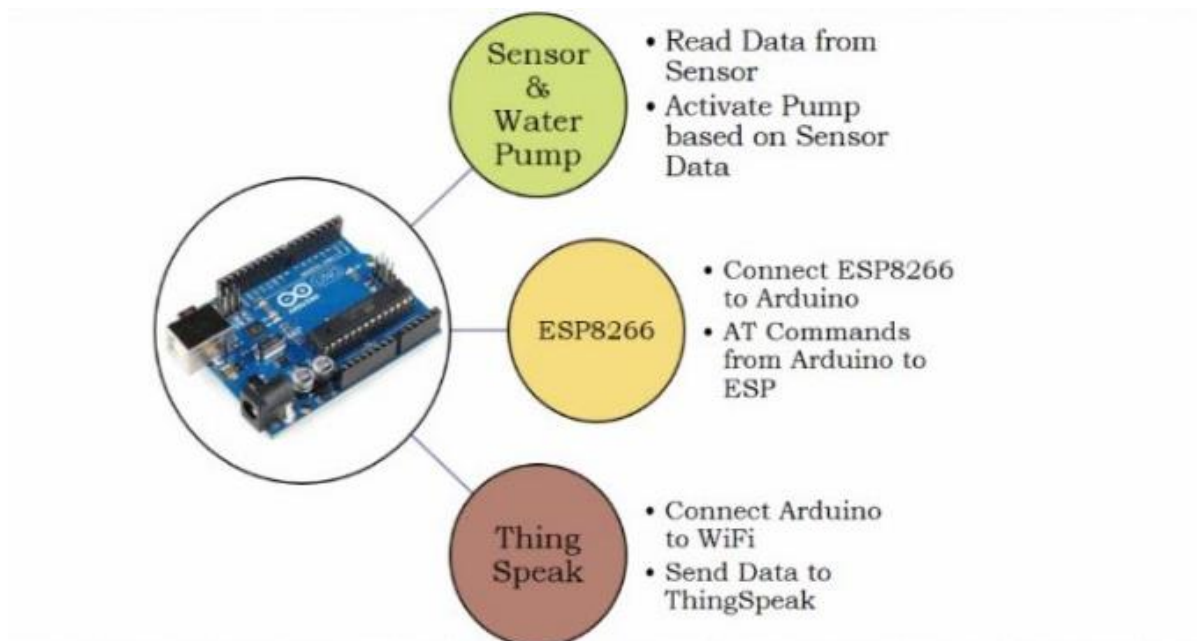 Sensor
&
Water
Pump
• Read Data from
Sensor
• Activate Pump
based on Sensor
Data
ESP8266
• Connect ESP8266
to Arduino
• AT Commands
from Arduino to
ESP
Thing
Speak
• Connect Arduino
to WiFi
• Send Data to
ThingSpeak